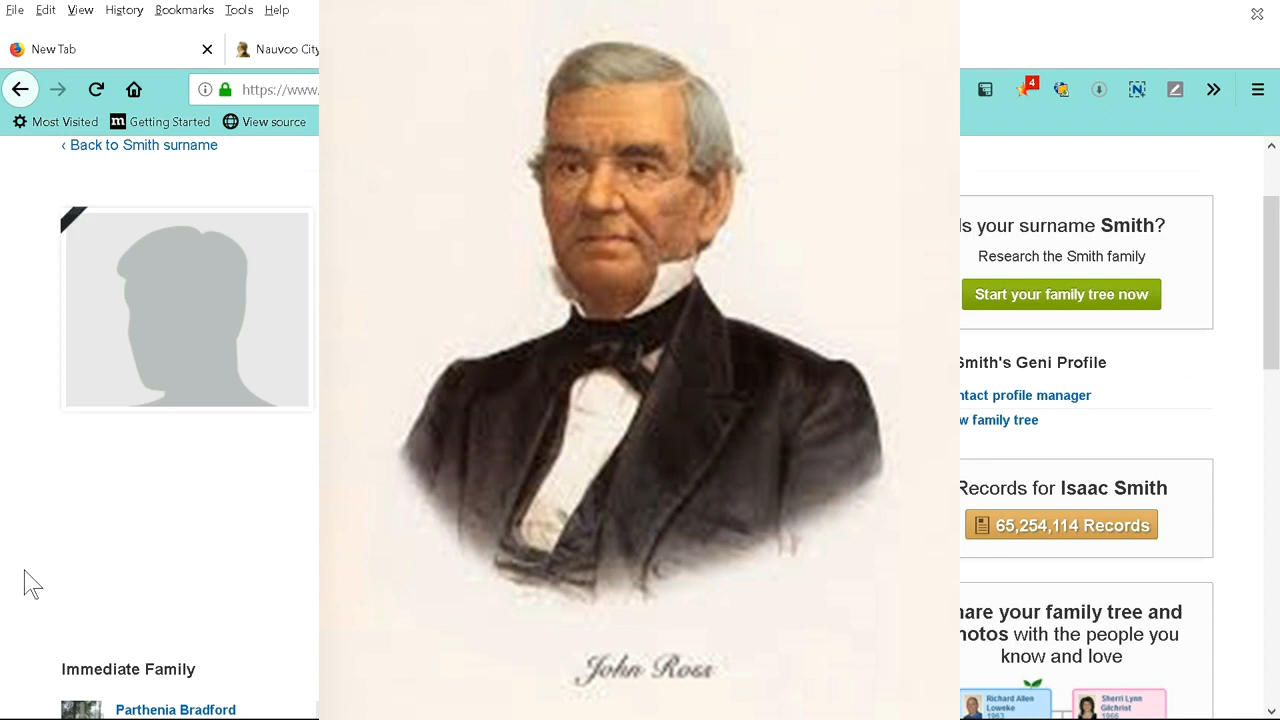 File Edit View History Bookmarks Tools Help
New Tab
Nauvoo City
https://www.
4
N
Most Visited
m Getting Started
View source
‹ Back to Smith surname
Is your surname Smith?
Research the Smith family
Start your family tree now
Smith's Geni Profile
ntact profile manager
w family tree
Records for Isaac Smith
65,254,114 Records
hare your family tree and
hotos with the people you
know and love
Richard Allen
Loweke
1963
Sherri Lynn
Gilchrist
1966
John Ross
Immediate Family
Parthenia Bradford